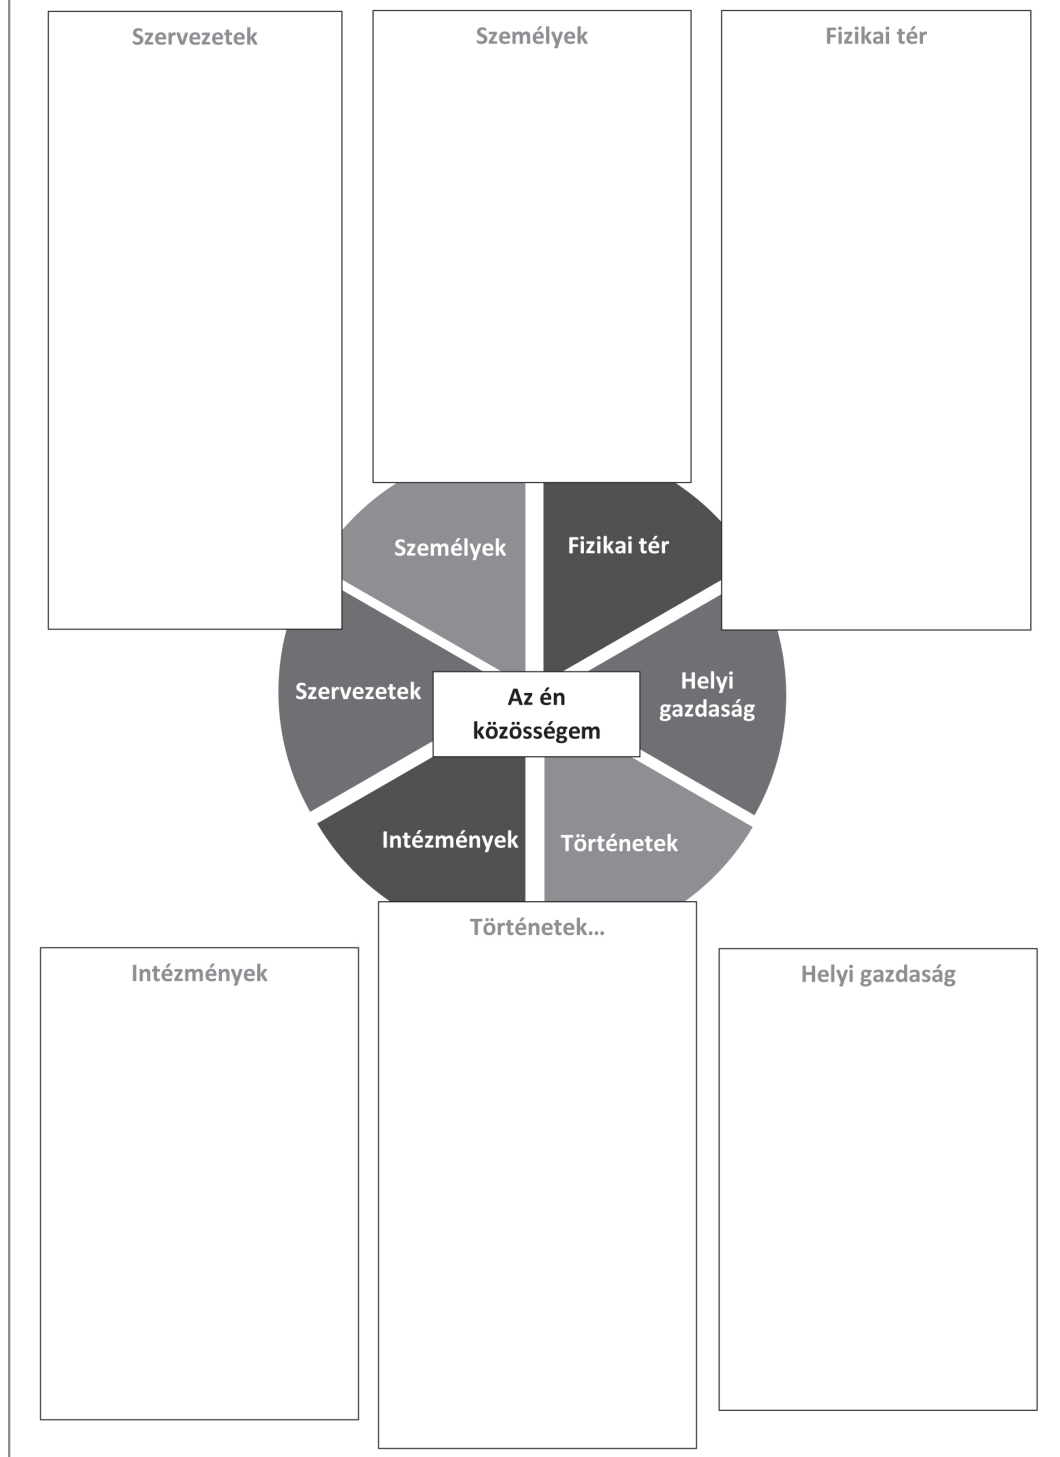 Szervezetek
Személyek
Fizikai tér
Személyek
Fizikai tér
Szervezetek
Az én
közösségem
Helyi
gazdaság
Intézmények
Történetek
Történetek...
Intézmények
Helyi gazdaság